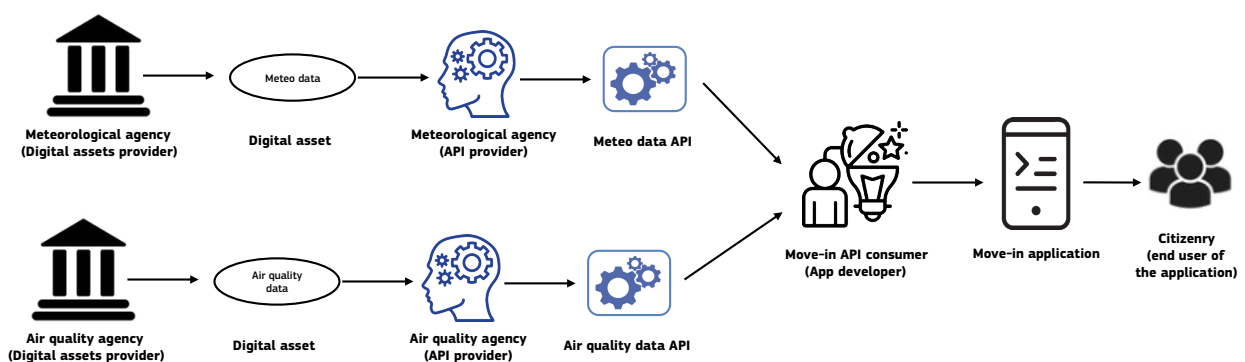 Meteo data
Meteorological agency
(Digital assets provider)
Digital asset
Meteorological agency
(API provider)
Meteo data API
Air quality
data
Air quality agency
(Digital assets provider)
Digital asset
Air quality agency
(API provider)
Air quality data API
Move-in API consumer
(App developer)
Move-in application
Citizenry
(end user of
the application)